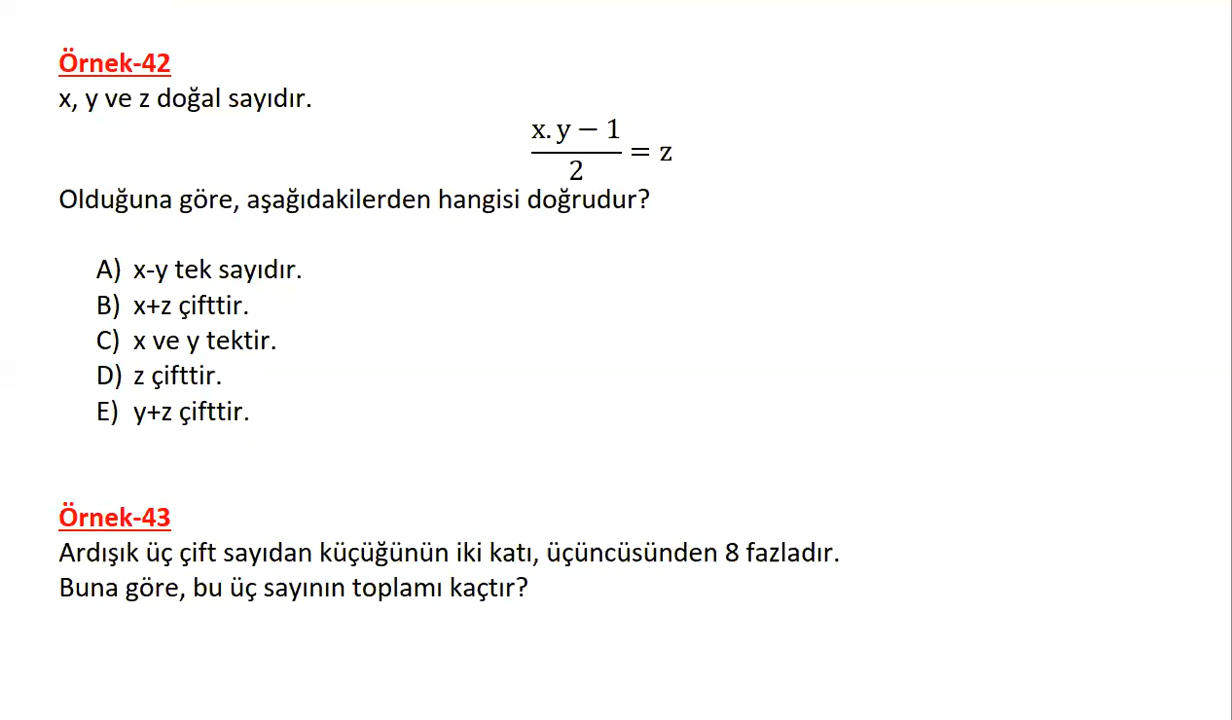 Örnek-42
x, y ve z doğal sayıdır.
x. y − 1
2
= z
Olduğuna göre, aşağıdakilerden hangisi doğrudur?
A) x-y tek sayıdır.
B) x+z çifttir.
C) x ve y tektir.
D) z çifttir.
E) y+z çifttir.
Örnek-43
Ardışık üç çift sayıdan küçüğünün iki katı, üçüncüsünden 8 fazladır.
Buna göre, bu üç sayının toplamı kaçtır?